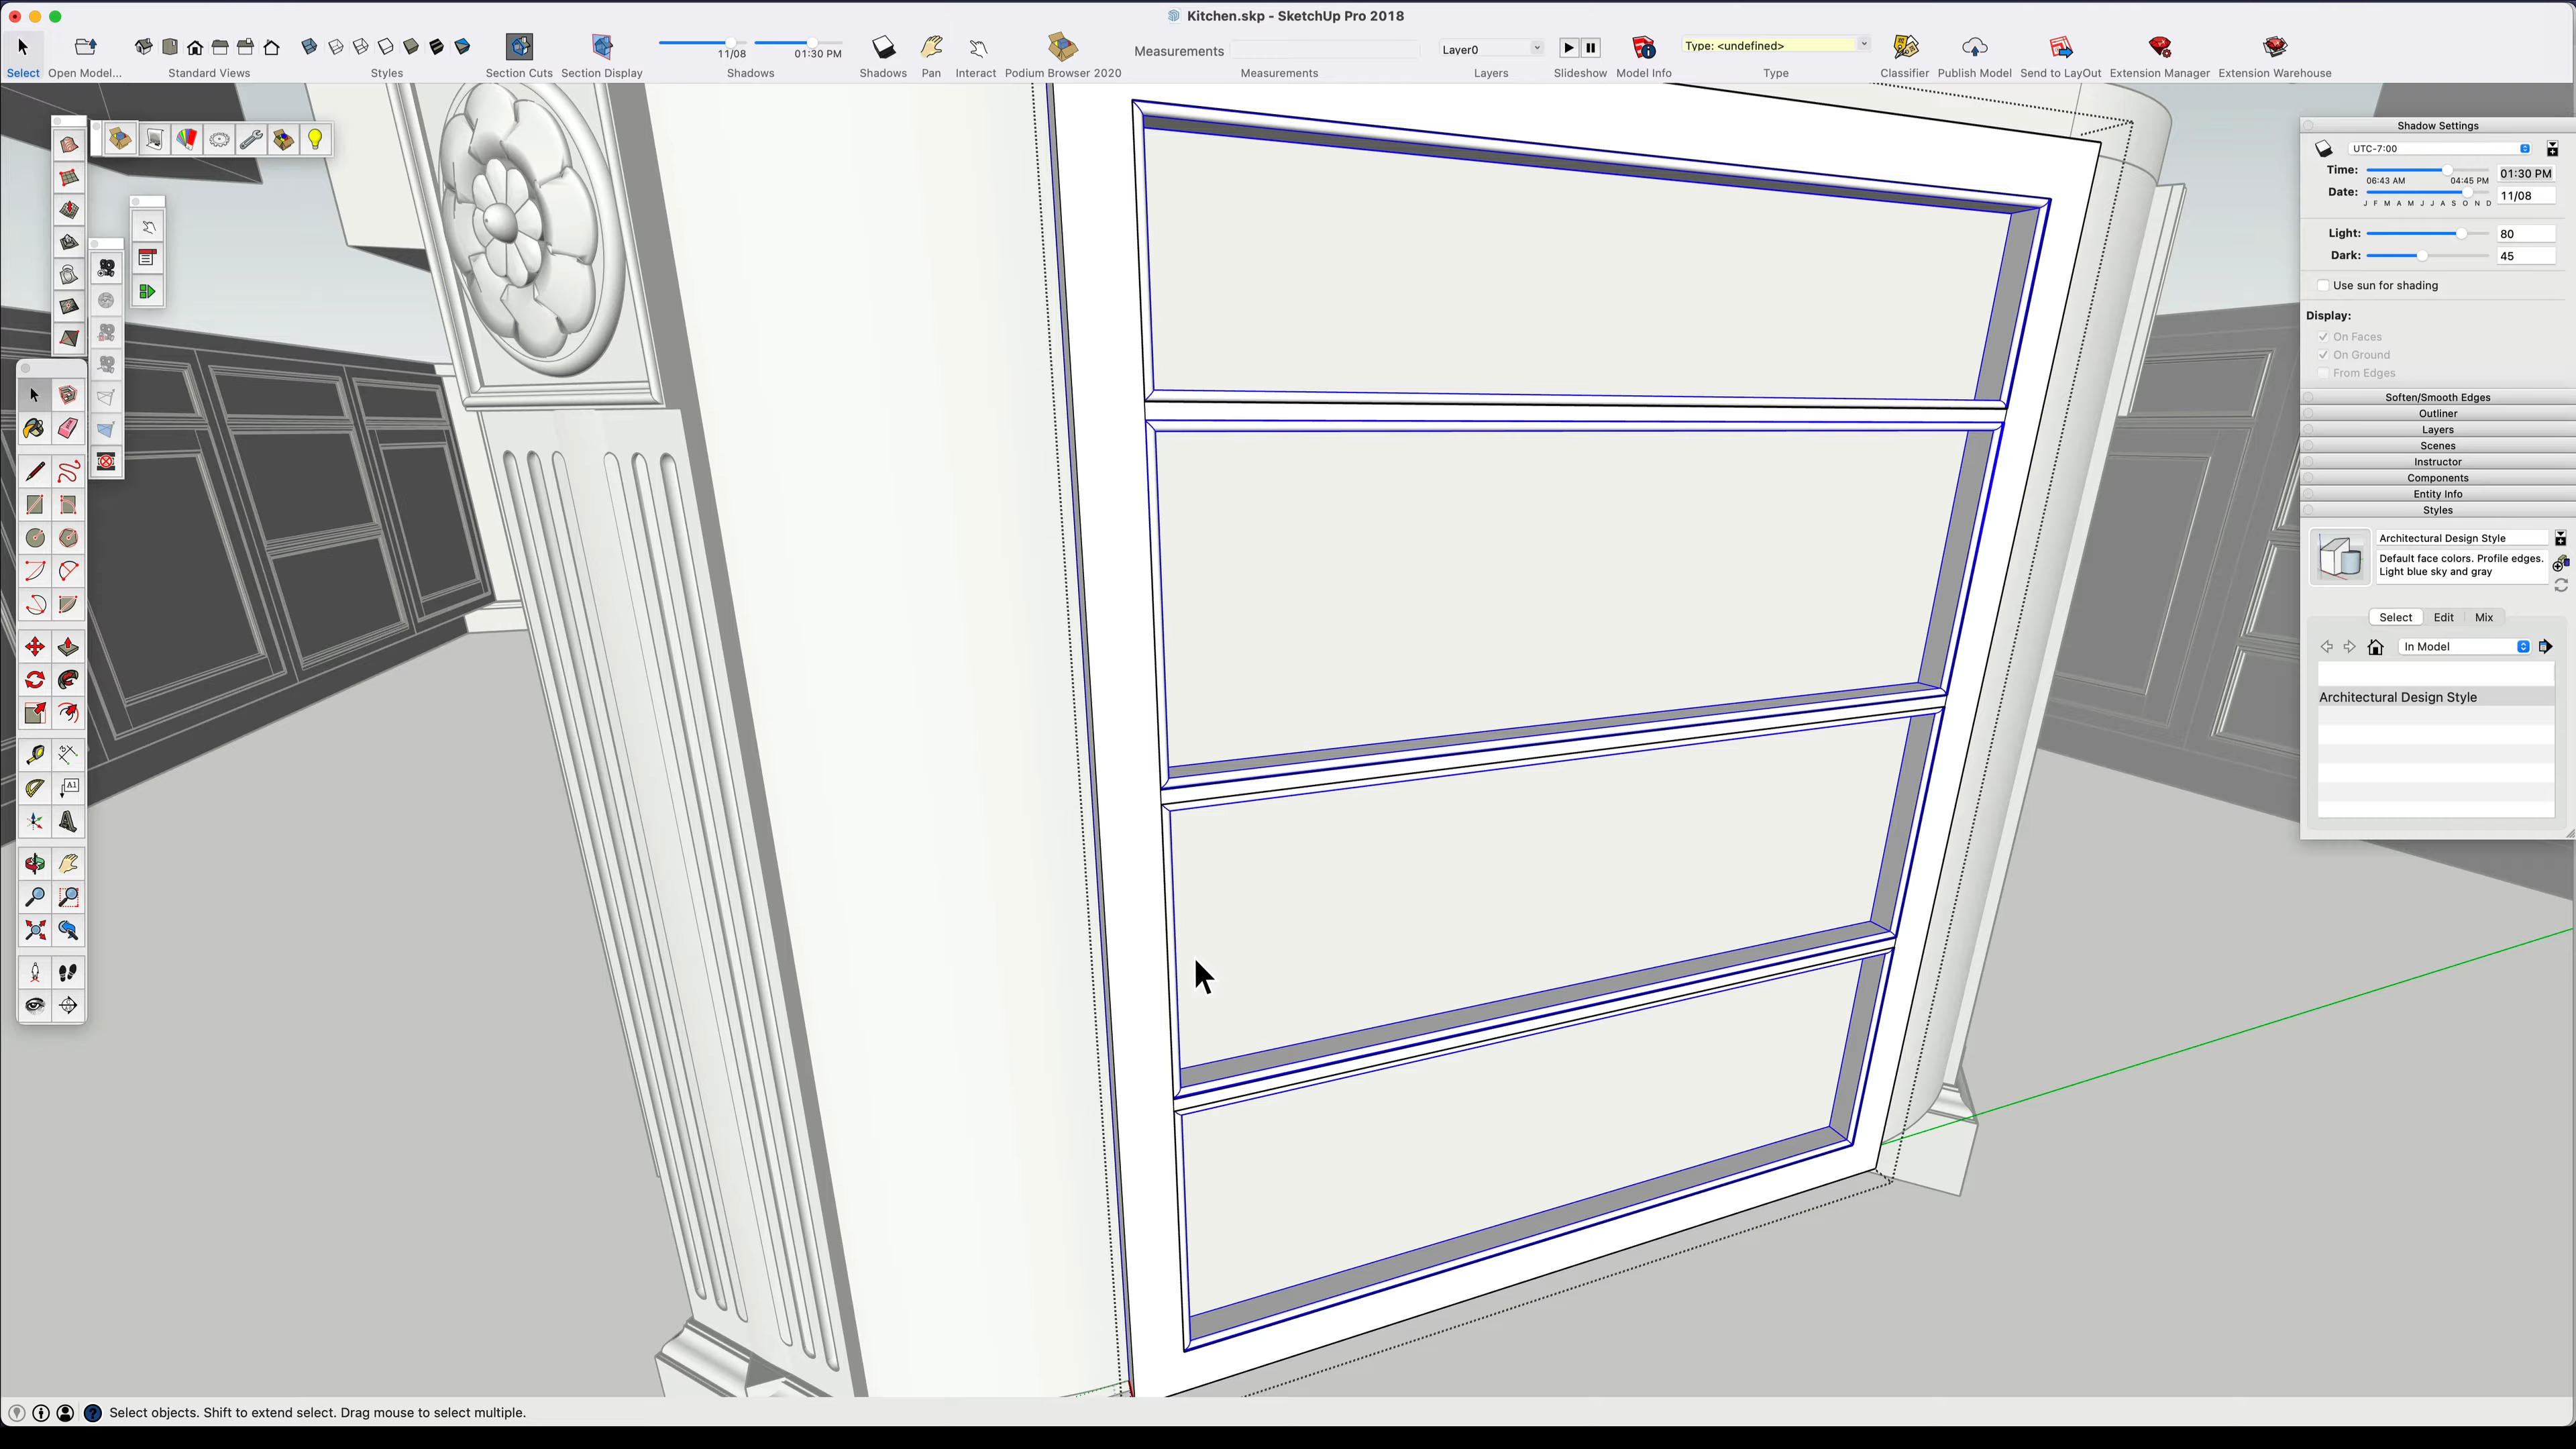 Kitchen.skp - SketchUp Pro 2018
Select
Open Model...
Standard Views
Styles
Section Cuts
Section Display
11/08
01:30 PM
Shadows
Shadows
Pan
Interact
Podium Browser 2020
Measurements
Measurements
Layer0
Layers
Slideshow
Model Info
Type: <undefined>
Type
Classifier
Publish Model
Send to LayOut
Extension Manager
Extension Warehouse
Shadow Settings
UTC-7:00
Time:
06:43 AM
04:45 PM
01:30 PM
Date:
J F M A M J J A S O N D
11/08
Light:
80
Dark:
45
Use sun for shading
Display:
On Faces
On Ground
From Edges
Soften/Smooth Edges
Outliner
Layers
Scenes
Instructor
Components
Entity Info
Styles
Architectural Design Style
Default face colors. Profile edges.
Light blue sky and gray
Select
Edit
Mix
In Model
Architectural Design Style
A1
Select objects. Shift to extend select. Drag mouse to select multiple.